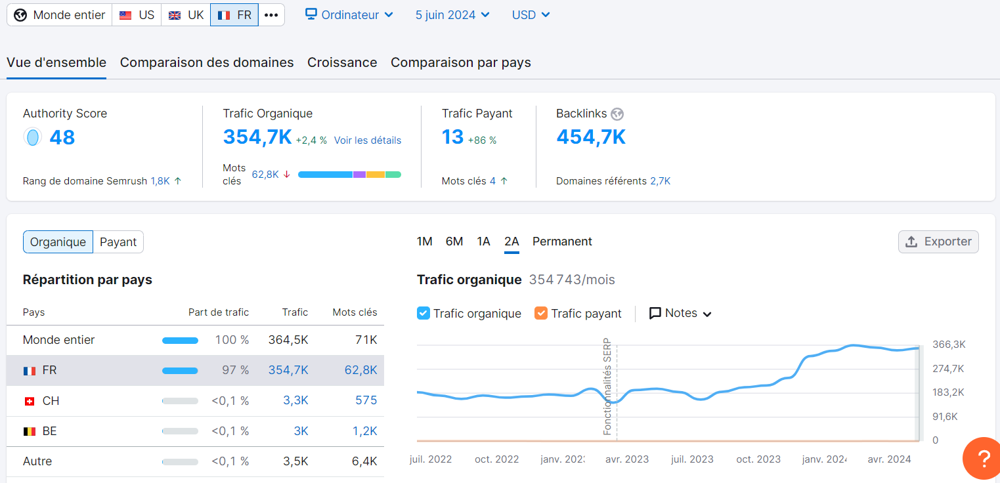 Monde entier US UK FR •••
Ordinateur 5 juin 2024 USD
Vue d'ensemble Comparaison des domaines Croissance Comparaison par pays
Authority Score Trafic Organique Trafic Payant Backlinks
48 354,7K +2,4 % Voir les détails 13 +86 % 454,7K
Mots clés 62,8K ↓
Rang de domaine Semrush 1,8K ↑ Mots clés 4 ↑ Domaines référents 2,7K
Organique Payant
1M 6M 1A 2A Permanent Exporter
Répartition par pays
Trafic organique 354 743/mois
Trafic organique Trafic payant Notes
Pays Part de trafic Trafic Mots clés
Monde entier 100 % 364,5K 71K
FR 97 % 354,7K 62,8K
CH <0,1 % 3,3K 575
BE <0,1 % 3K 1,2K
Autre <0,1 % 3,5K 6,4K
Fonctionnalités SERP
366,3K
274,7K
183,2K
91,6K
0
juil. 2022 oct. 2022 janv. 202 avr. 2023 juil. 2023 oct. 2023 janv. 202 avr. 2024
?